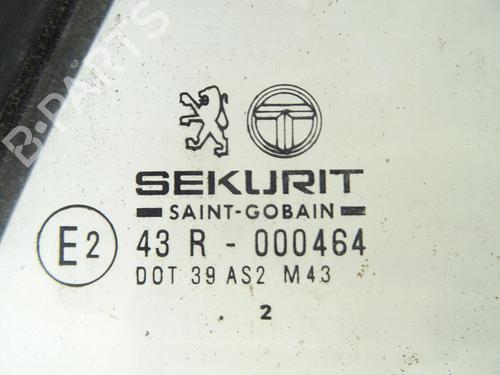 B-PARTS
SEKURIT
SAINT-GOBAIN
E2 43 R - 000464
DOT 39 AS2 M43
2